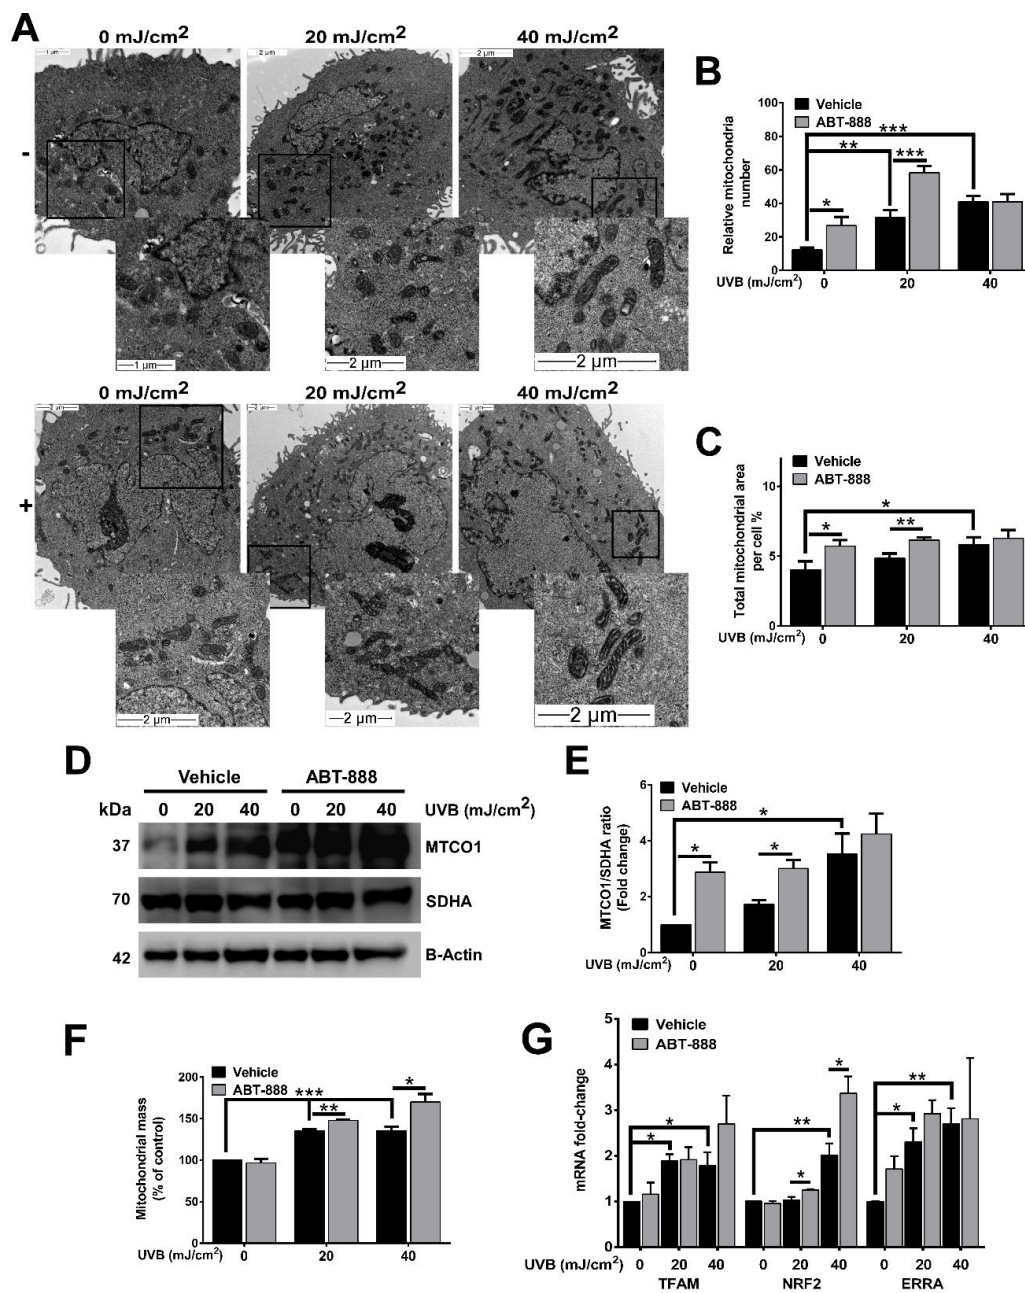 A
0 mJ/cm² 20 mJ/cm² 40 mJ/cm²
1 µm 2 µm 2 µm
-
1 µm 2 µm 2 µm
0 mJ/cm² 20 mJ/cm² 40 mJ/cm²
2 µm 2 µm 2 µm
+
2 µm 2 µm 2 µm
B
Vehicle
ABT-888
Relative mitochondria
number
100
80
60
40
20
0
*
**
***
***
UVB (mJ/cm²) 0 20 40
C
Vehicle
ABT-888
Total mitochondrial area
per cell %
10
5
0
*
**
*
UVB (mJ/cm²) 0 20 40
D
Vehicle ABT-888
kDa 0 20 40 0 20 40 UVB (mJ/cm²)
37 MTCO1
70 SDHA
42 B-Actin
E
Vehicle
ABT-888
MTCO1/SDHA ratio
(Fold change)
6
4
2
0
*
*
*
UVB (mJ/cm²) 0 20 40
F
Vehicle
ABT-888
Mitochondrial mass
(% of control)
200
150
100
50
0
***
**
*
UVB (mJ/cm²) 0 20 40
G
Vehicle
ABT-888
mRNA fold-change
5
4
3
2
1
0
* * * ** * * **
UVB (mJ/cm²) 0 20 40 0 20 40 0 20 40
TFAM NRF2 ERRA